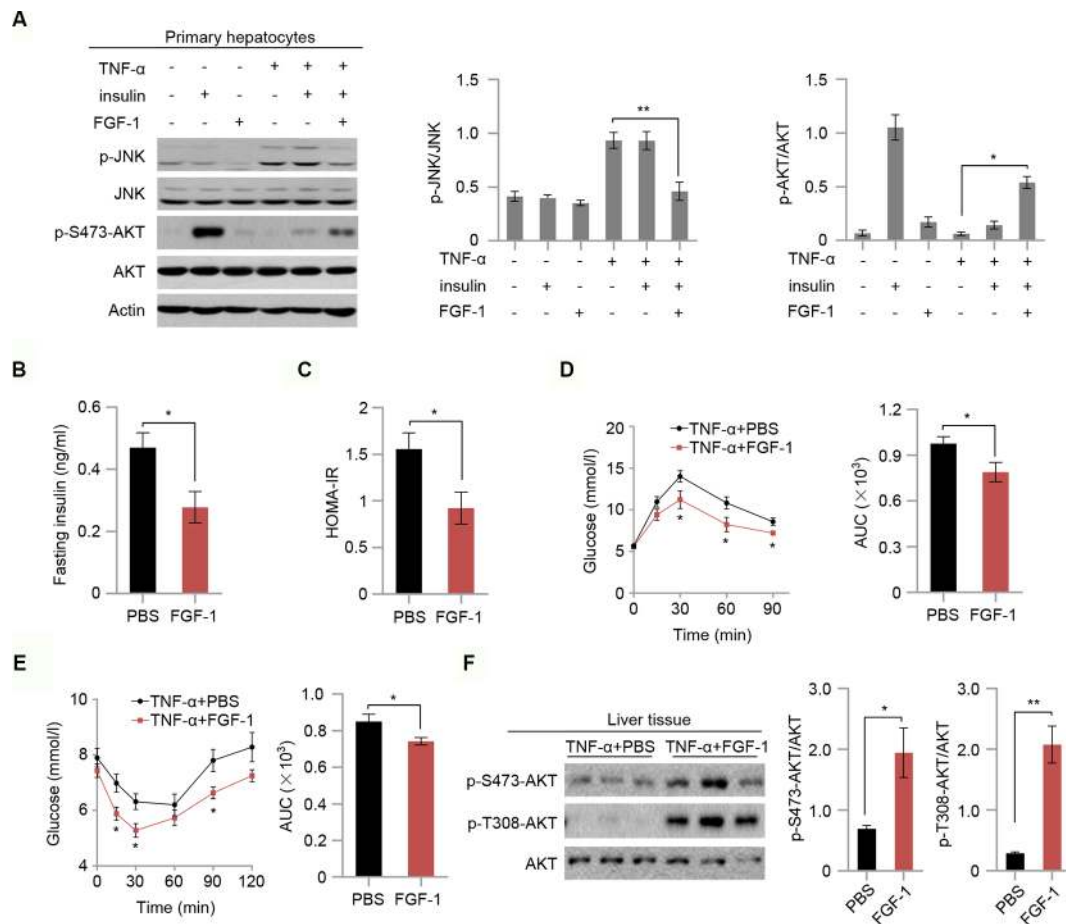 A
Primary hepatocytes
TNF-α - - - + + +
insulin - + - - + +
FGF-1 - - + - - +
p-JNK
JNK
p-S473-AKT
AKT
Actin
p-JNK/JNK
1.5
1.0
0.5
0
**
TNF-α - - - + + +
insulin - + - - + +
FGF-1 - - + - - +
p-AKT/AKT
1.5
1.0
0.5
0
*
TNF-α - - - + + +
insulin - + - - + +
FGF-1 - - + - - +
B
Fasting insulin (ng/ml)
0.6
0.4
0.2
0
*
PBS FGF-1
C
HOMA-IR
2
1.5
1
0.5
0
*
PBS FGF-1
D
Glucose (mmol/l)
20
15
10
5
0
TNF-α+PBS
TNF-α+FGF-1
* * *
0 30 60 90
Time (min)
AUC (×10³)
1.2
0.9
0.6
0.3
0
*
PBS FGF-1
E
Glucose (mmol/l)
10
8
6
4
TNF-α+PBS
TNF-α+FGF-1
* * *
0 30 60 90 120
Time (min)
AUC (×10³)
1.0
0.8
0.6
0.4
0.2
0
*
PBS FGF-1
F
Liver tissue
TNF-α+PBS TNF-α+FGF-1
p-S473-AKT
p-T308-AKT
AKT
p-S473-AKT/AKT
3.0
2.0
1.0
0
*
PBS FGF-1
p-T308-AKT/AKT
3.0
2.0
1.0
0
**
PBS FGF-1